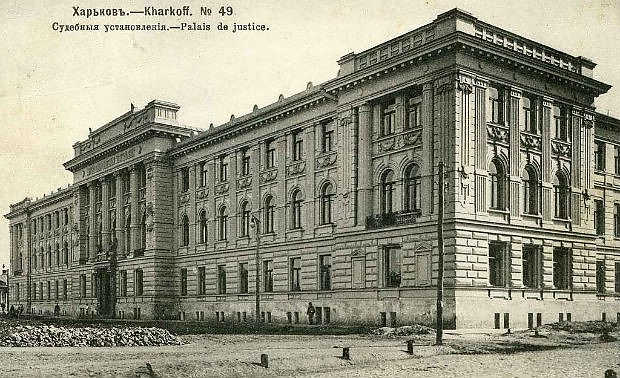 Харьковъ.—Kharkoff. № 49
Судебныя установленія.—Palais de justice.